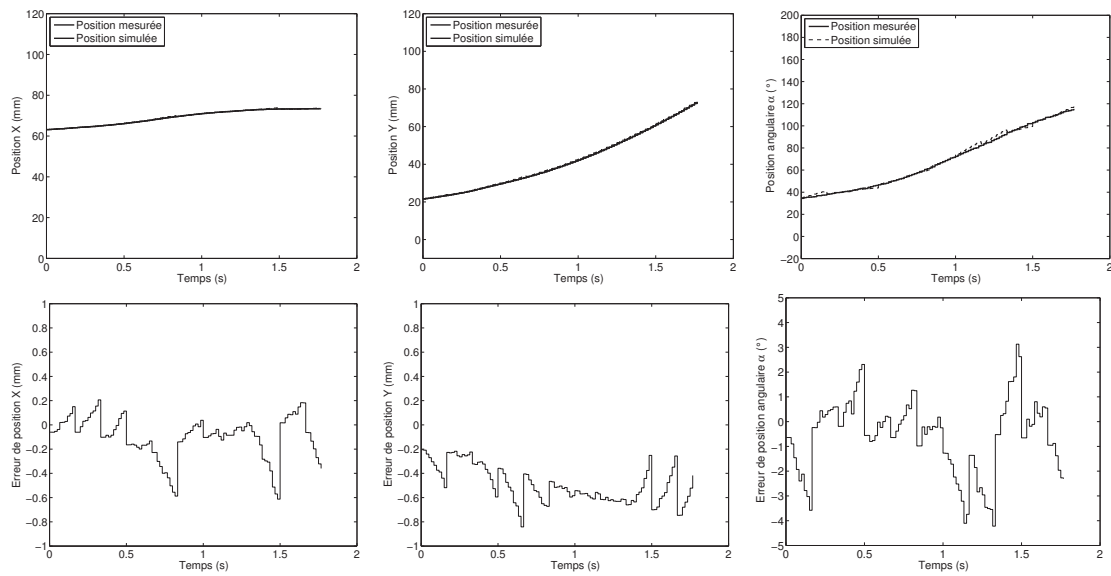 120
100
80
60
40
20
0
Position X (mm)
Position mesurée
Position simulée
0 0.5 1 1.5 2
Temps (s)
120
100
80
60
40
20
0
Position Y (mm)
Position mesurée
Position simulée
0 0.5 1 1.5 2
Temps (s)
200
180
160
140
120
100
80
60
40
20
0
−20
Position angulaire α (°)
Position mesurée
Position simulée
0 0.5 1 1.5 2
Temps (s)
1
0.8
0.6
0.4
0.2
0
−0.2
−0.4
−0.6
−0.8
−1
Erreur de position X (mm)
0 0.5 1 1.5 2
Temps (s)
1
0.8
0.6
0.4
0.2
0
−0.2
−0.4
−0.6
−0.8
−1
Erreur de position Y (mm)
0 0.5 1 1.5 2
Temps (s)
5
4
3
2
1
0
−1
−2
−3
−4
−5
Erreur de position angulaire α (°)
0 0.5 1 1.5 2
Temps (s)